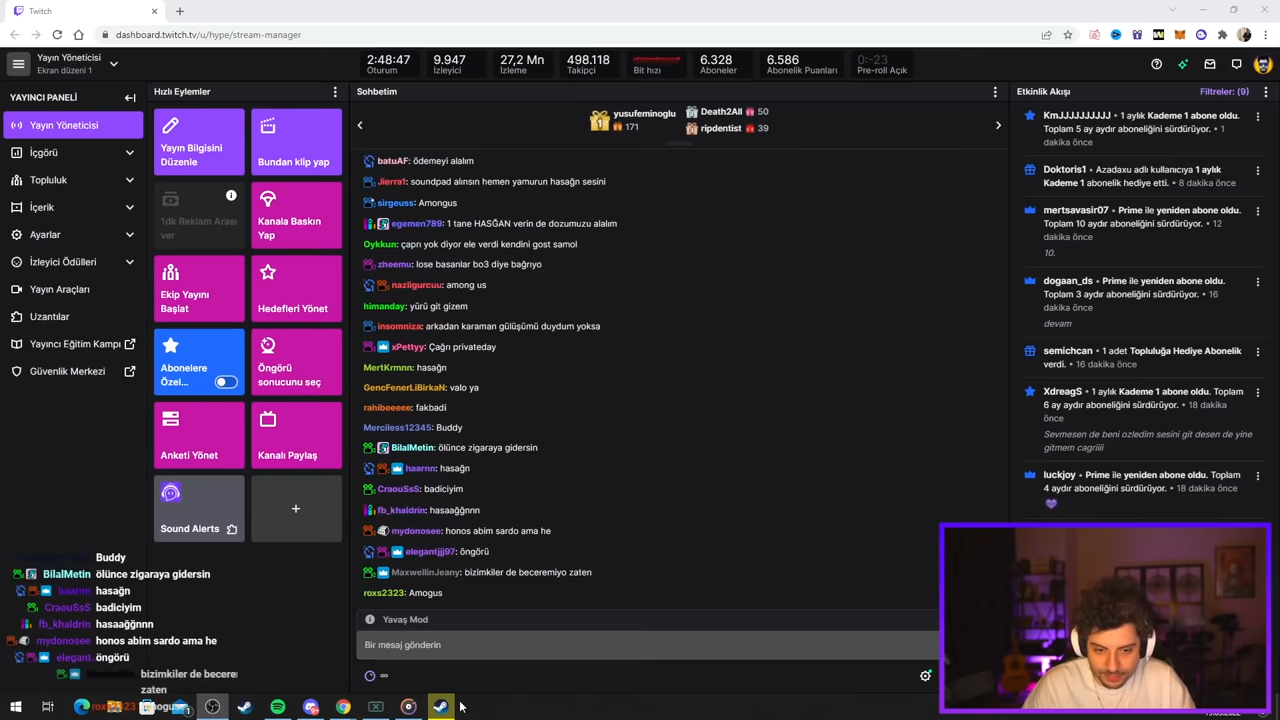 Twitch
dashboard.twitch.tv/u/hype/stream-manager
Yayın Yöneticisi
Ekran düzeni 1
2:48:47
Oturum
9.947
İzleyici
27,2 Mn
İzleme
498.118
Takipçi
Bit hızı
6.328
Aboneler
6.586
Abonelik Puanları
0:-23
Pre-roll Açık
YAYINCI PANELİ
Yayın Yöneticisi
İçgörü
Topluluk
İçerik
Ayarlar
İzleyici Ödülleri
Yayın Araçları
Uzantılar
Yayıncı Eğitim Kampı
Güvenlik Merkezi
Hızlı Eylemler
Yayın Bilgisini
Düzenle
Bundan klip yap
1dk Reklam Arası
ver
Kanala Baskın
Yap
Ekip Yayını
Başlat
Hedefleri Yönet
Abonelere
Özel...
Öngörü
sonucunu seç
Anketi Yönet
Kanalı Paylaş
Sound Alerts
Sohbetim
yusufeminoglu
171
Death2All 50
ripdentist 39
batuAF: ödemeyi alalım
Jierra1: soundpad alınsın hemen yamurun hasağn sesini
sirgeuss: Amongus
egemen789: 1 tane HASĞAN verin de dozumuzu alalım
Oykkun: çaprı yok diyor ele verdi kendini gost samol
zheemu: lose basanlar bo3 diye bağrıyo
nazligurcuu: among us
himanday: yürü git gizem
insomniza: arkadan karaman gülüşümü duydum yoksa
xPettyy: Çağrı privateday
MertKrmnn: hasağn
GencFenerLiBirkaN: valo ya
rahibeeeee: fakbadi
Merciless12345: Buddy
BilalMetin: ölünce zigaraya gidersin
haarnn: hasağn
CraouSsS: badiciyim
fb_khaldrin: hasaağğnnn
mydonosee: honos abim sardo ama he
elegantjjj97: öngörü
MaxwellinJeany: bizimkiler de beceremiyo zaten
roxs2323: Amogus
Yavaş Mod
Bir mesaj gönderin
Etkinlik Akışı
Filtreler: (9)
KmJJJJJJJJJJ • 1 aylık Kademe 1 abone oldu.
Toplam 5 ay aydır aboneliğini sürdürüyor. • 1
dakika önce
Doktoris1 • Azadaxu adlı kullanıcıya 1 aylık
Kademe 1 abonelik hediye etti. • 8 dakika önce
mertsavasir07 • Prime ile yeniden abone oldu.
Toplam 10 aydır aboneliğini sürdürüyor. • 12
dakika önce
10.
dogaan_ds • Prime ile yeniden abone oldu.
Toplam 3 aydır aboneliğini sürdürüyor. • 16
dakika önce
devam
semichcan • 1 adet Topluluğa Hediye Abonelik
verdi. • 16 dakika önce
XdreagS • 1 aylık Kademe 1 abone oldu. Toplam
6 ay aydır aboneliğini sürdürüyor. • 18 dakika
önce
Sevmesen de beni ozledim sesini git desen de yine
gitmem cagriiii
luckjoy • Prime ile yeniden abone oldu. Toplam
4 aydır aboneliğini sürdürüyor. • 18 dakika önce
Buddy
BilalMetin ölünce zigaraya gidersin
haarnn hasağn
CraouSsS badiciyim
fb_khaldrin hasaağğnnn
mydonosee honos abim sardo ama he
elegant öngörü
bizimkiler de beceremiyo
zaten